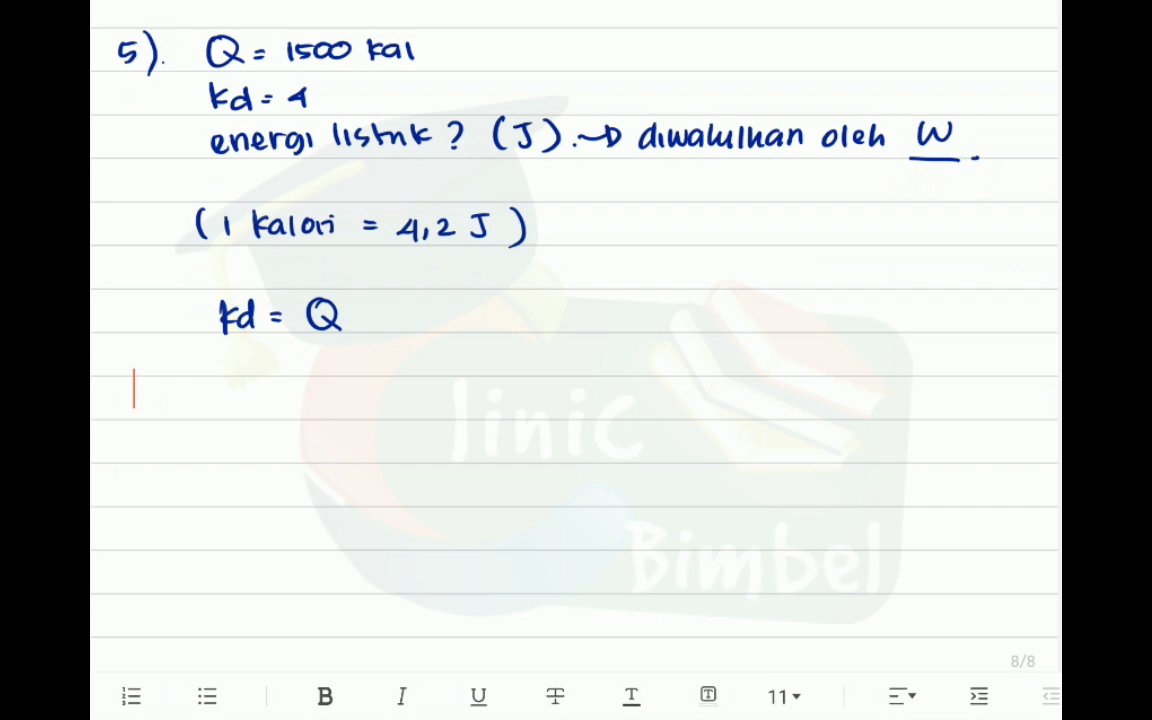 5). Q = 1500 kal
kd = 4
energi listrik ? (J). → diwakilkan oleh W.
( 1 kalori = 4,2 J )
kd = Q
linic
Bimbel
8/8
B I U T T T 11